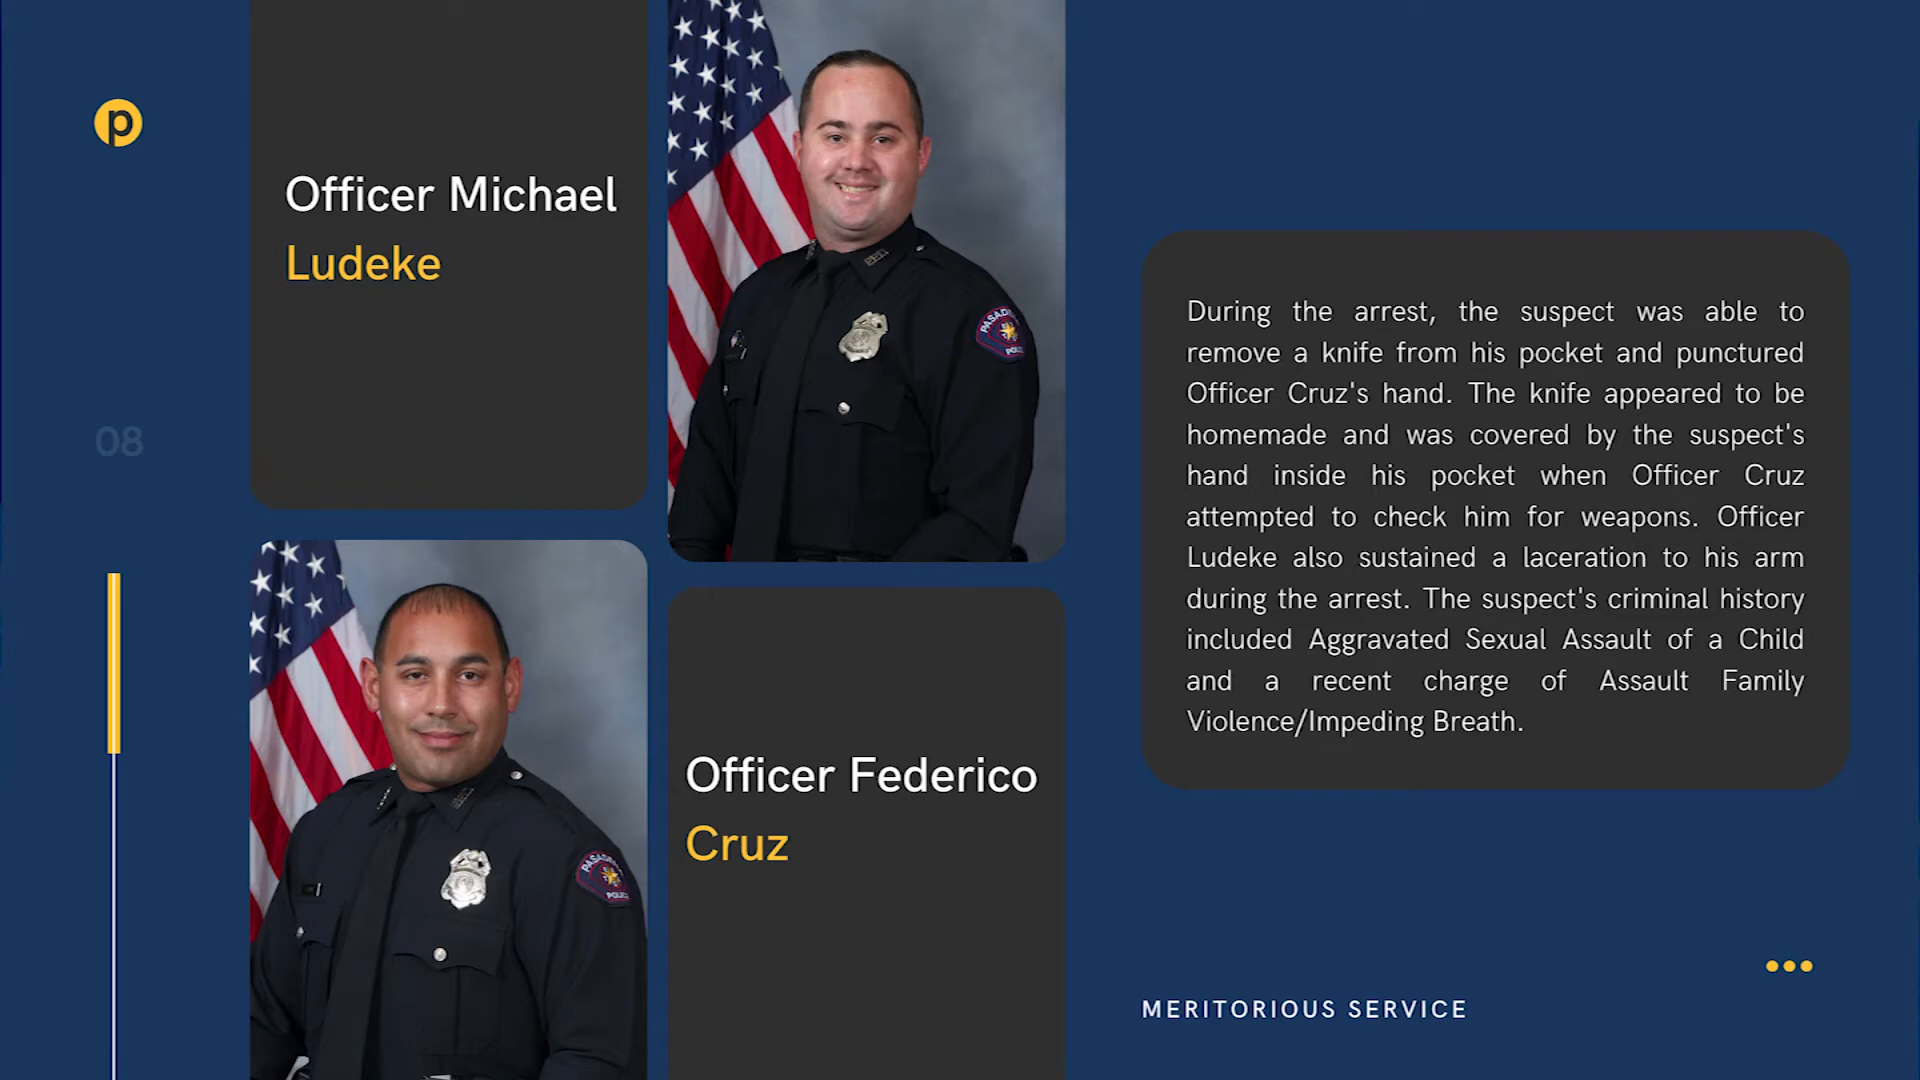 p
Officer Michael
Ludeke
08
PASAD
POLIC
During the arrest, the suspect was able to
remove a knife from his pocket and punctured
Officer Cruz's hand. The knife appeared to be
homemade and was covered by the suspect's
hand inside his pocket when Officer Cruz
attempted to check him for weapons. Officer
Ludeke also sustained a laceration to his arm
during the arrest. The suspect's criminal history
included Aggravated Sexual Assault of a Child
and a recent charge of Assault Family
Violence/Impeding Breath.
Officer Federico
Cruz
PASADE
POLICE
MERITORIOUS SERVICE